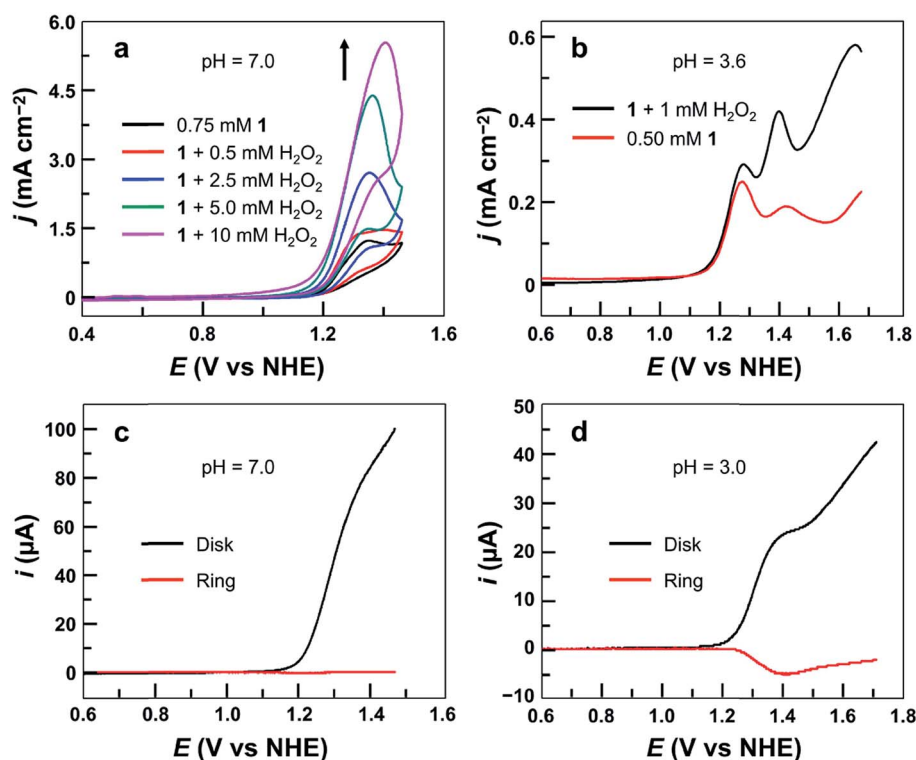 a
pH = 7.0
0.75 mM 1
1 + 0.5 mM H₂O₂
1 + 2.5 mM H₂O₂
1 + 5.0 mM H₂O₂
1 + 10 mM H₂O₂
j (mA cm⁻²)
6.0
4.5
3.0
1.5
0
0.4 0.8 1.2 1.6
E (V vs NHE)
b
pH = 3.6
1 + 1 mM H₂O₂
0.50 mM 1
j (mA cm⁻²)
0.6
0.4
0.2
0
0.6 0.8 1.0 1.2 1.4 1.6 1.8
E (V vs NHE)
c
pH = 7.0
Disk
Ring
i (μA)
100
80
60
40
20
0
0.6 0.8 1.0 1.2 1.4 1.6
E (V vs NHE)
d
pH = 3.0
Disk
Ring
i (μA)
50
40
30
20
10
0
−10
0.6 0.8 1.0 1.2 1.4 1.6 1.8
E (V vs NHE)